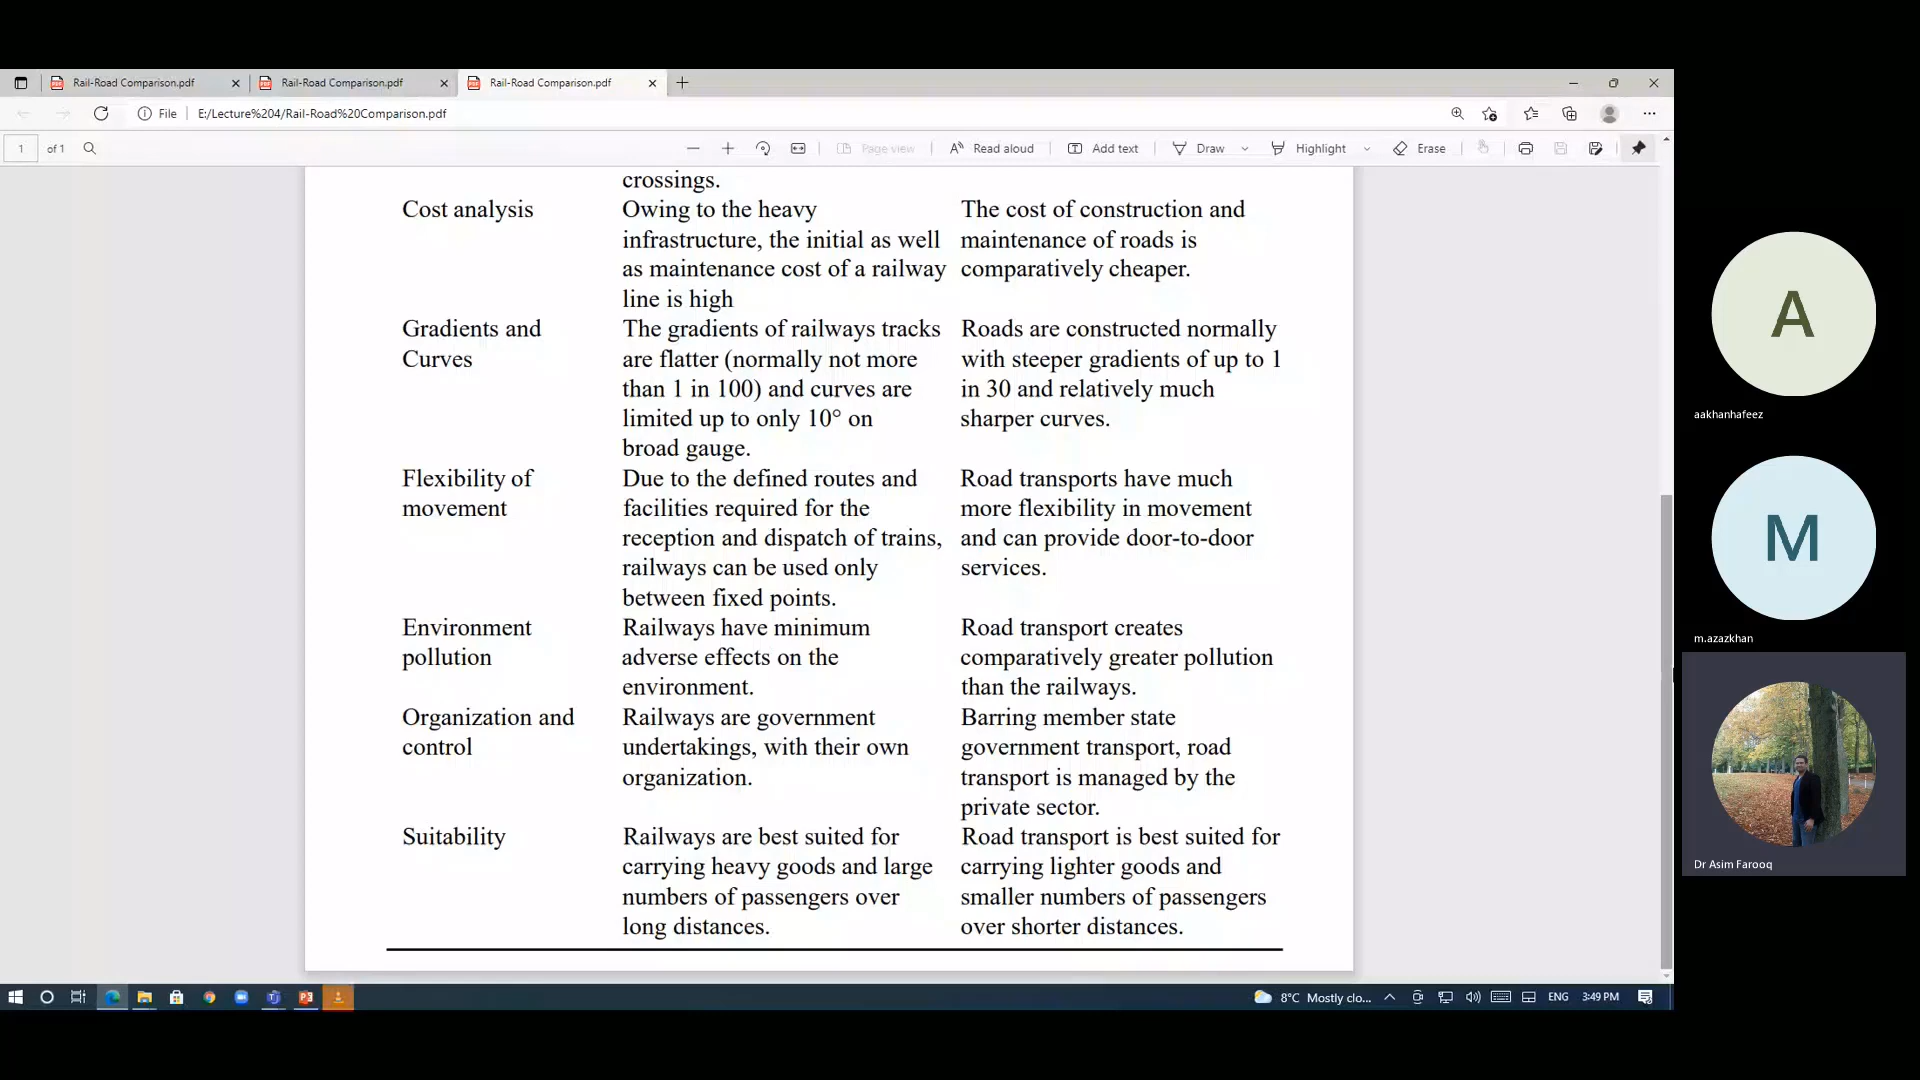 Rail-Road Comparison.pdf
Rail-Road Comparison.pdf
Rail-Road Comparison.pdf
File
E:/Lecture%204/Rail-Road%20Comparison.pdf
1
of 1
Page view
Read aloud
Add text
Draw
Highlight
Erase
crossings.
Cost analysis
Owing to the heavy
infrastructure, the initial as well
as maintenance cost of a railway
line is high
The cost of construction and
maintenance of roads is
comparatively cheaper.
Gradients and
Curves
The gradients of railways tracks
are flatter (normally not more
than 1 in 100) and curves are
limited up to only 10° on
broad gauge.
Roads are constructed normally
with steeper gradients of up to 1
in 30 and relatively much
sharper curves.
Flexibility of
movement
Due to the defined routes and
facilities required for the
reception and dispatch of trains,
railways can be used only
between fixed points.
Road transports have much
more flexibility in movement
and can provide door-to-door
services.
Environment
pollution
Railways have minimum
adverse effects on the
environment.
Road transport creates
comparatively greater pollution
than the railways.
Organization and
control
Railways are government
undertakings, with their own
organization.
Barring member state
government transport, road
transport is managed by the
private sector.
Suitability
Railways are best suited for
carrying heavy goods and large
numbers of passengers over
long distances.
Road transport is best suited for
carrying lighter goods and
smaller numbers of passengers
over shorter distances.
8°C Mostly clo...
ENG
3:49 PM
A
aakhanhafeez
M
m.azazkhan
Dr Asim Farooq